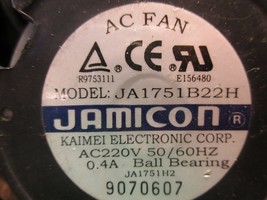 AC FAN
R9753111 E156480
MODEL: JA1751B22H
JAMICON ®
KAIMEI ELECTRONIC CORP.
AC220V 50/60HZ
0.4A Ball Bearing
JA1751H2
9070607